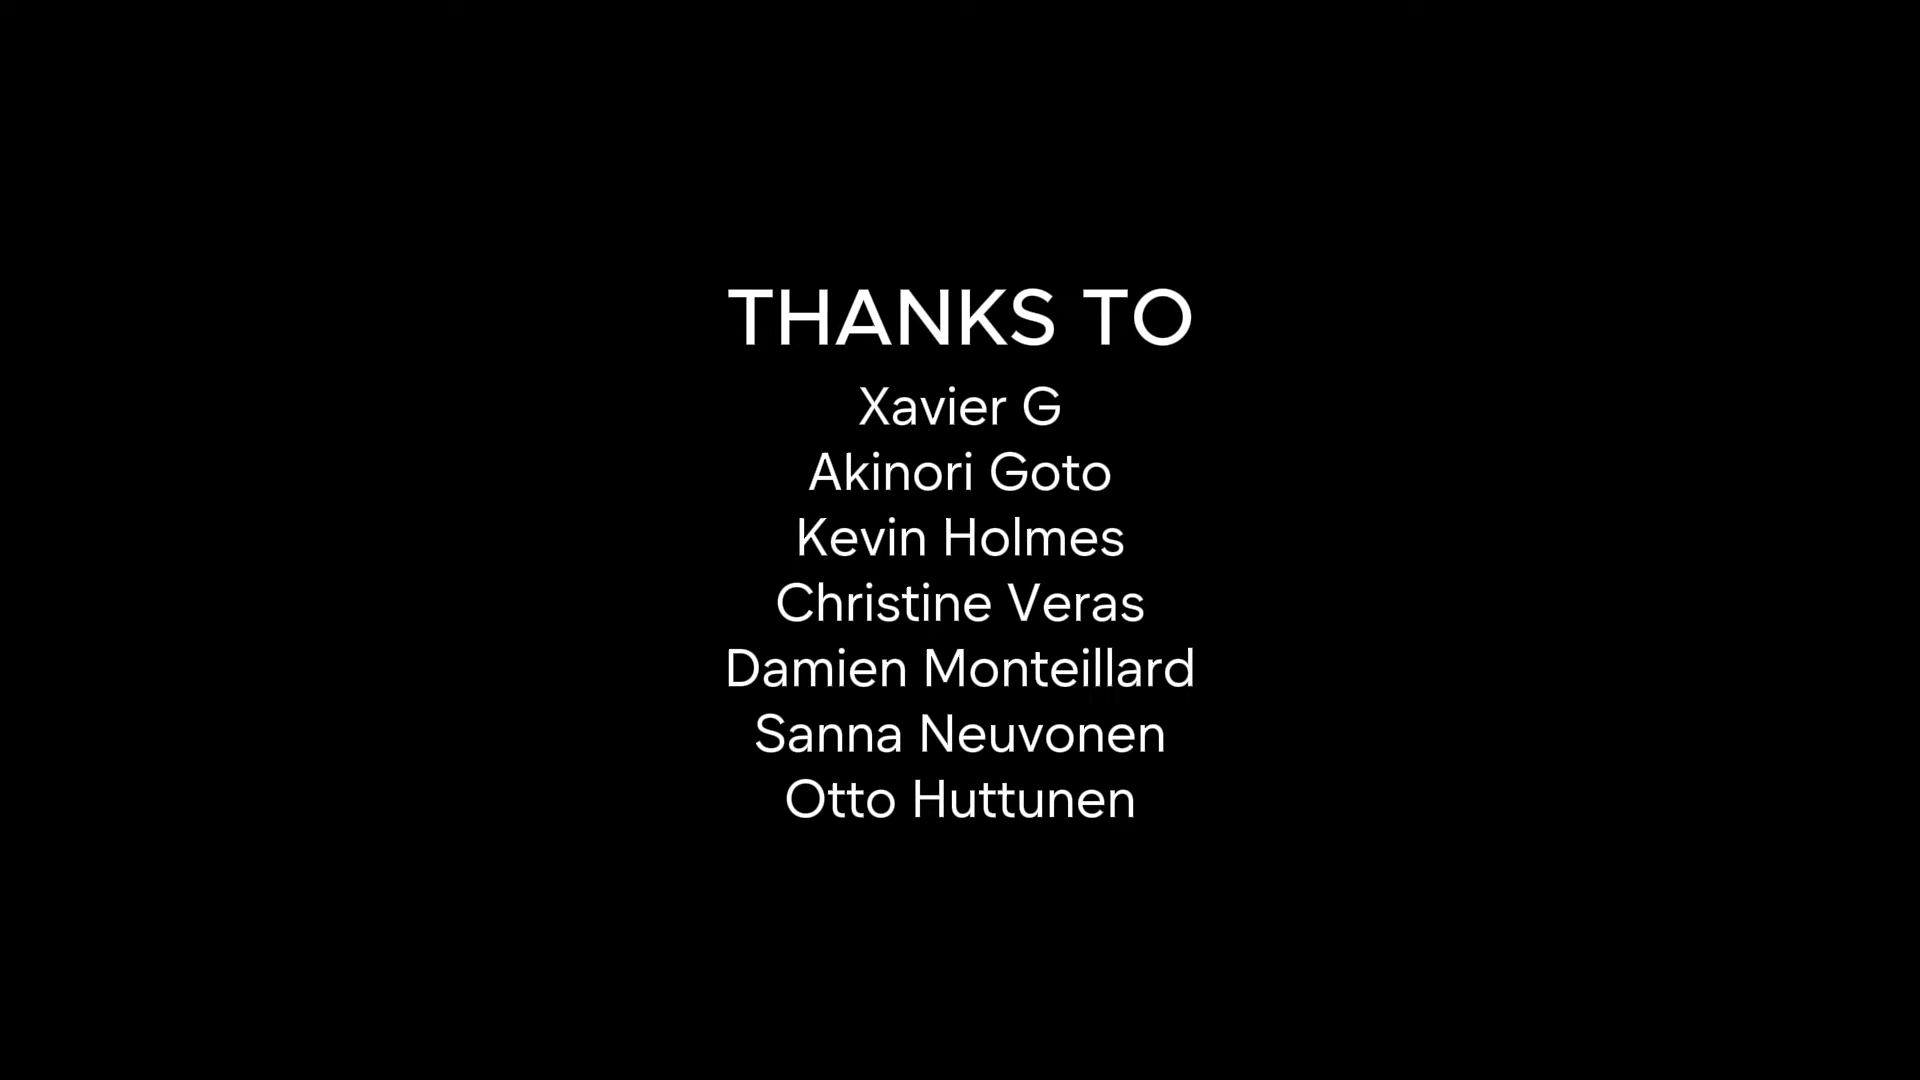 THANKS TO
Xavier G
Akinori Goto
Kevin Holmes
Christine Veras
Damien Monteillard
Sanna Neuvonen
Otto Huttunen